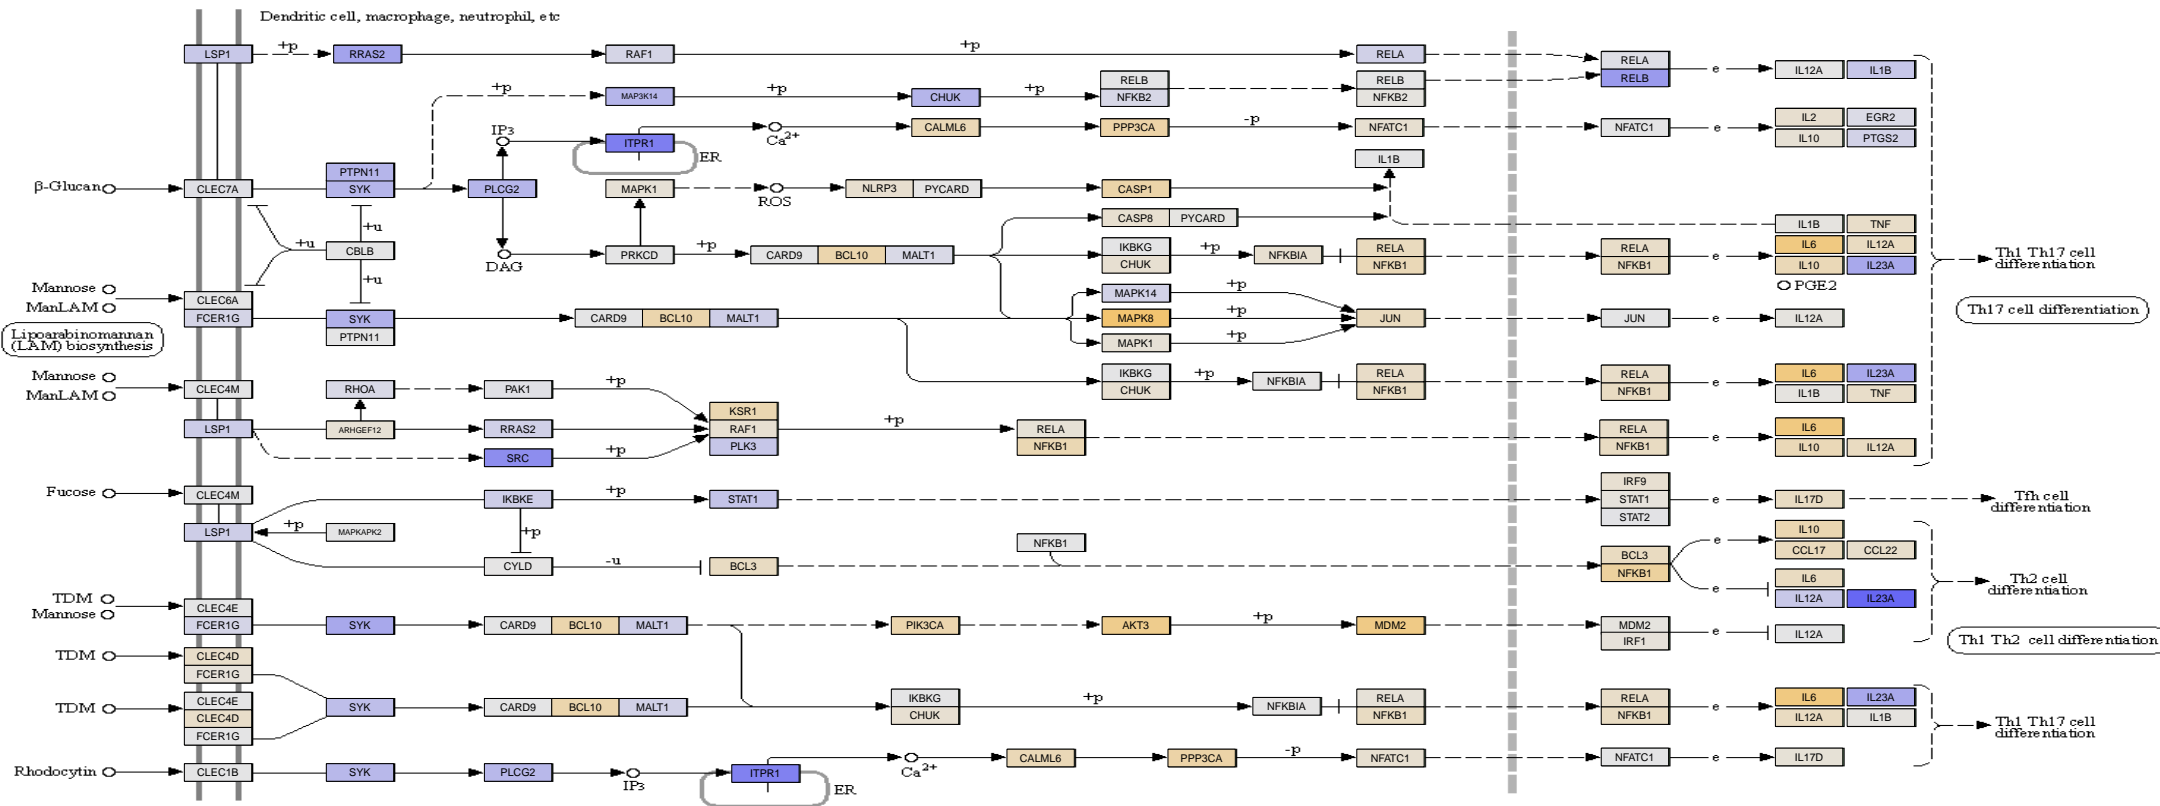 Dendritic cell, macrophage, neutrophil, etc
LSP1 +p RRAS2 RAF1 +p RELA RELA IL12A IL1B
RELB e
MAP3K14 +p +p CHUK +p RELB NFKB2 RELB NFKB2
IP3 ITPR1 ER Ca2+ CALML6 PPP3CA -p NFATC1 NFATC1 e IL2 EGR2
IL10 PTGS2
IL1B
β-Glucan CLEC7A PTPN11 SYK PLCG2 MAPK1 ROS NLRP3 PYCARD CASP1
CASP8 PYCARD IL1B TNF
+u +u CBLB DAG PRKCD +p CARD9 BCL10 MALT1 IKBKG CHUK +p NFKBIA RELA NFKB1 RELA NFKB1 e IL6 IL12A
IL10 IL23A
PGE2
Th1 Th17 cell
differentiation
+u
Mannose
ManLAM
CLEC6A
FCER1G SYK PTPN11 CARD9 BCL10 MALT1
MAPK14 +p
MAPK8 +p JUN JUN e IL12A
MAPK1 +p
Th17 cell differentiation
Lipoarabinomannan
(LAM) biosynthesis
Mannose
ManLAM
CLEC4M RHOA PAK1 +p IKBKG CHUK +p NFKBIA RELA NFKB1 RELA NFKB1 e IL6 IL23A
IL1B TNF
LSP1 ARHGEF12 RRAS2 KSR1 RAF1 PLK3 +p RELA NFKB1 RELA NFKB1 e IL6
IL10 IL12A
SRC +p
Fucose CLEC4M IKBKE +p STAT1 IRF9 STAT1 STAT2 e IL17D Tfh cell
differentiation
LSP1 +p MAPKAPK2 +p
CYLD -u BCL3 NFKB1 BCL3 NFKB1 e IL10
CCL17 CCL22
e IL6
IL12A IL23A
Th2 cell
differentiation
TDM
Mannose
CLEC4E
FCER1G SYK CARD9 BCL10 MALT1 PIK3CA AKT3 +p MDM2 MDM2 IRF1 e IL12A
Th1 Th2 cell differentiation
TDM CLEC4D
FCER1G
TDM CLEC4E
CLEC4D
FCER1G
SYK CARD9 BCL10 MALT1 IKBKG CHUK +p NFKBIA RELA NFKB1 RELA NFKB1 e IL6 IL23A
IL12A IL1B
Th1 Th17 cell
differentiation
Rhodocytin CLEC1B SYK PLCG2 IP3 ITPR1 ER Ca2+ CALML6 PPP3CA -p NFATC1 NFATC1 e IL17D